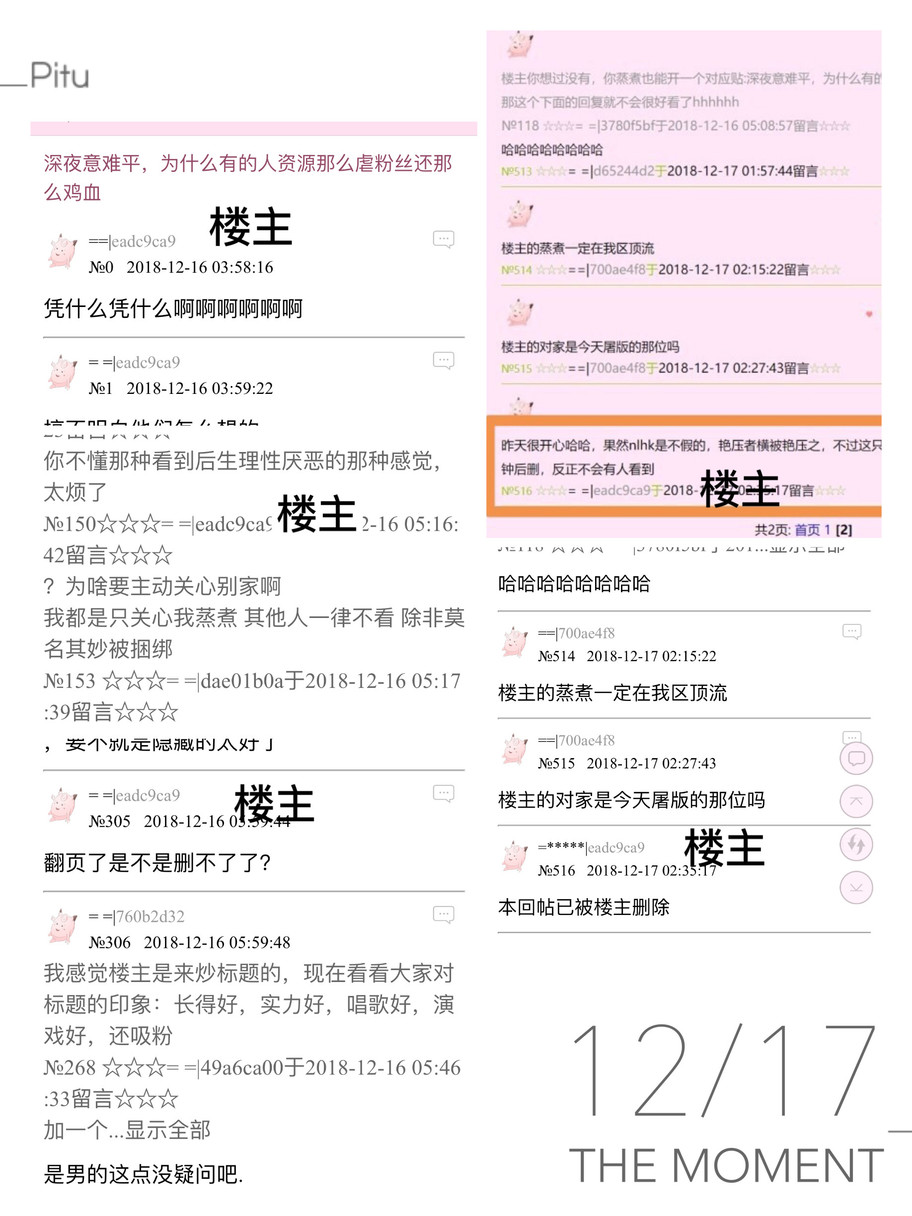 Pitu
深夜意难平，为什么有的人资源那么虐粉丝还那
么鸡血
楼主
==|eadc9ca9
№0 2018-12-16 03:58:16
凭什么凭什么啊啊啊啊啊啊
= =|eadc9ca9
№1 2018-12-16 03:59:22
你不懂那种看到后生理性厌恶的那种感觉，
太烦了
№150☆☆☆= =|eadc9ca9
楼主
2-16 05:16:
42留言☆☆☆
？为啥要主动关心别家啊
我都是只关心我蒸煮 其他人一律不看 除非莫
名其妙被捆绑
№153 ☆☆☆= =|dae01b0a于2018-12-16 05:17
:39留言☆☆☆
，要不就是隐藏的太好了
= =|eadc9ca9
楼主
№305 2018-12-16 05:59:44
翻页了是不是删不了了？
= =|760b2d32
№306 2018-12-16 05:59:48
我感觉楼主是来炒标题的，现在看看大家对
标题的印象：长得好，实力好，唱歌好，演
戏好，还吸粉
№268 ☆☆☆= =|49a6ca00于2018-12-16 05:46
:33留言☆☆☆
加一个...显示全部
是男的这点没疑问吧.
楼主你想过没有，你蒸煮也能开一个对应贴:深夜意难平，为什么有的
那这个下面的回复就不会很好看了hhhhhh
№118 ☆☆☆= =|3780f5bf于2018-12-16 05:08:57留言☆☆☆
哈哈哈哈哈哈哈哈
№513 ☆☆☆= =|d65244d2于2018-12-17 01:57:44留言☆☆☆
楼主的蒸煮一定在我区顶流
№514 ☆☆☆==|700ae4f8于2018-12-17 02:15:22留言☆☆☆
楼主的对家是今天屠版的那位吗
№515 ☆☆☆==|700ae4f8于2018-12-17 02:27:43留言☆☆☆
昨天很开心哈哈，果然nlhk是不假的，艳压者横被艳压之，不过这只
钟后删，反正不会有人看到
楼主
№516 ☆☆☆= =|eadc9ca9于2018-12-17 02:35:17留言☆☆☆
共2页: 首页 1 [2]
哈哈哈哈哈哈哈哈
==|700ae4f8
№514 2018-12-17 02:15:22
楼主的蒸煮一定在我区顶流
==|700ae4f8
№515 2018-12-17 02:27:43
楼主的对家是今天屠版的那位吗
=*****|eadc9ca9
楼主
№516 2018-12-17 02:35:17
本回帖已被楼主删除
12/17
THE MOMENT